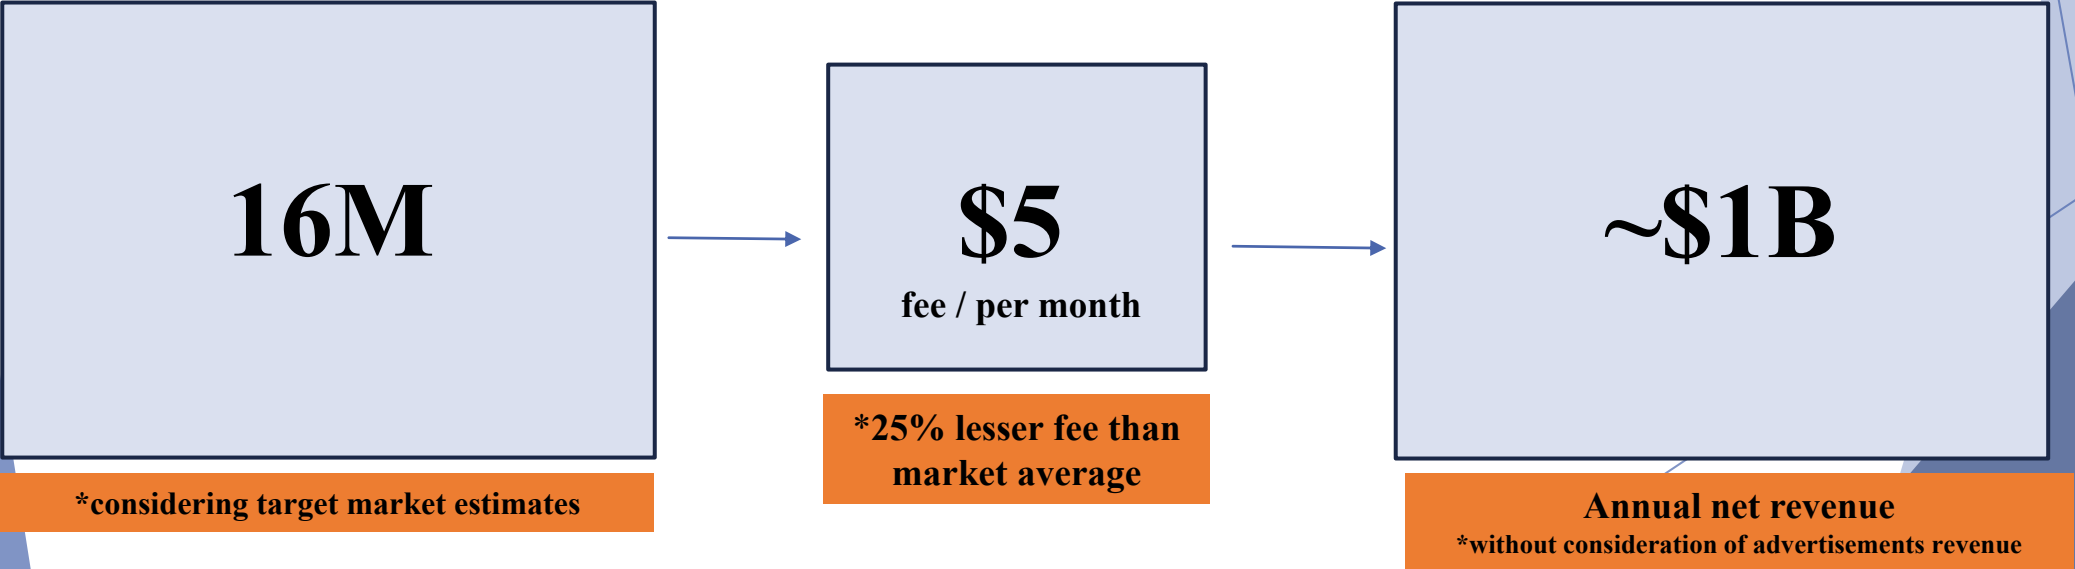 16M
*considering target market estimates
$5
fee / per month
*25% lesser fee than
market average
~$1B
Annual net revenue
*without consideration of advertisements revenue